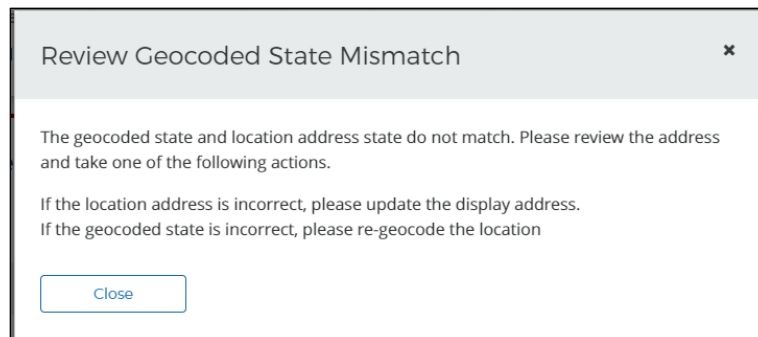 Review Geocoded State Mismatch
The geocoded state and location address state do not match. Please review the address
and take one of the following actions.
If the location address is incorrect, please update the display address.
If the geocoded state is incorrect, please re-geocode the location
Close